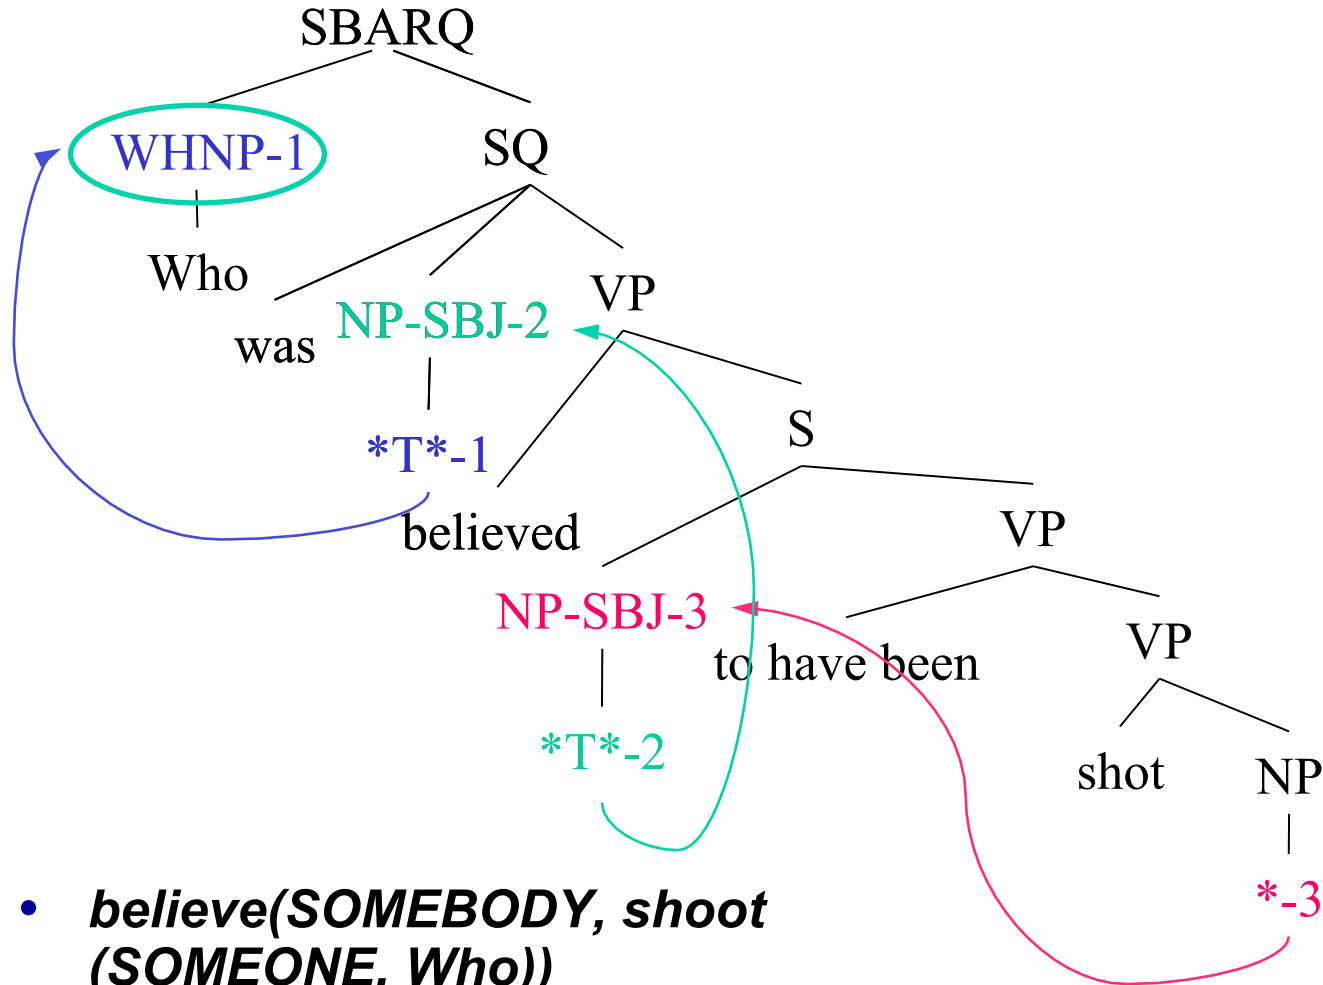 SBARQ
WHNP-1
SQ
Who
VP
NP-SBJ-2
was
S
*T*-1
believed
VP
NP-SBJ-3
VP
to have been
*T*-2
shot
NP
*-3
• believe(SOMEBODY, shoot
(SOMEONE, Who))